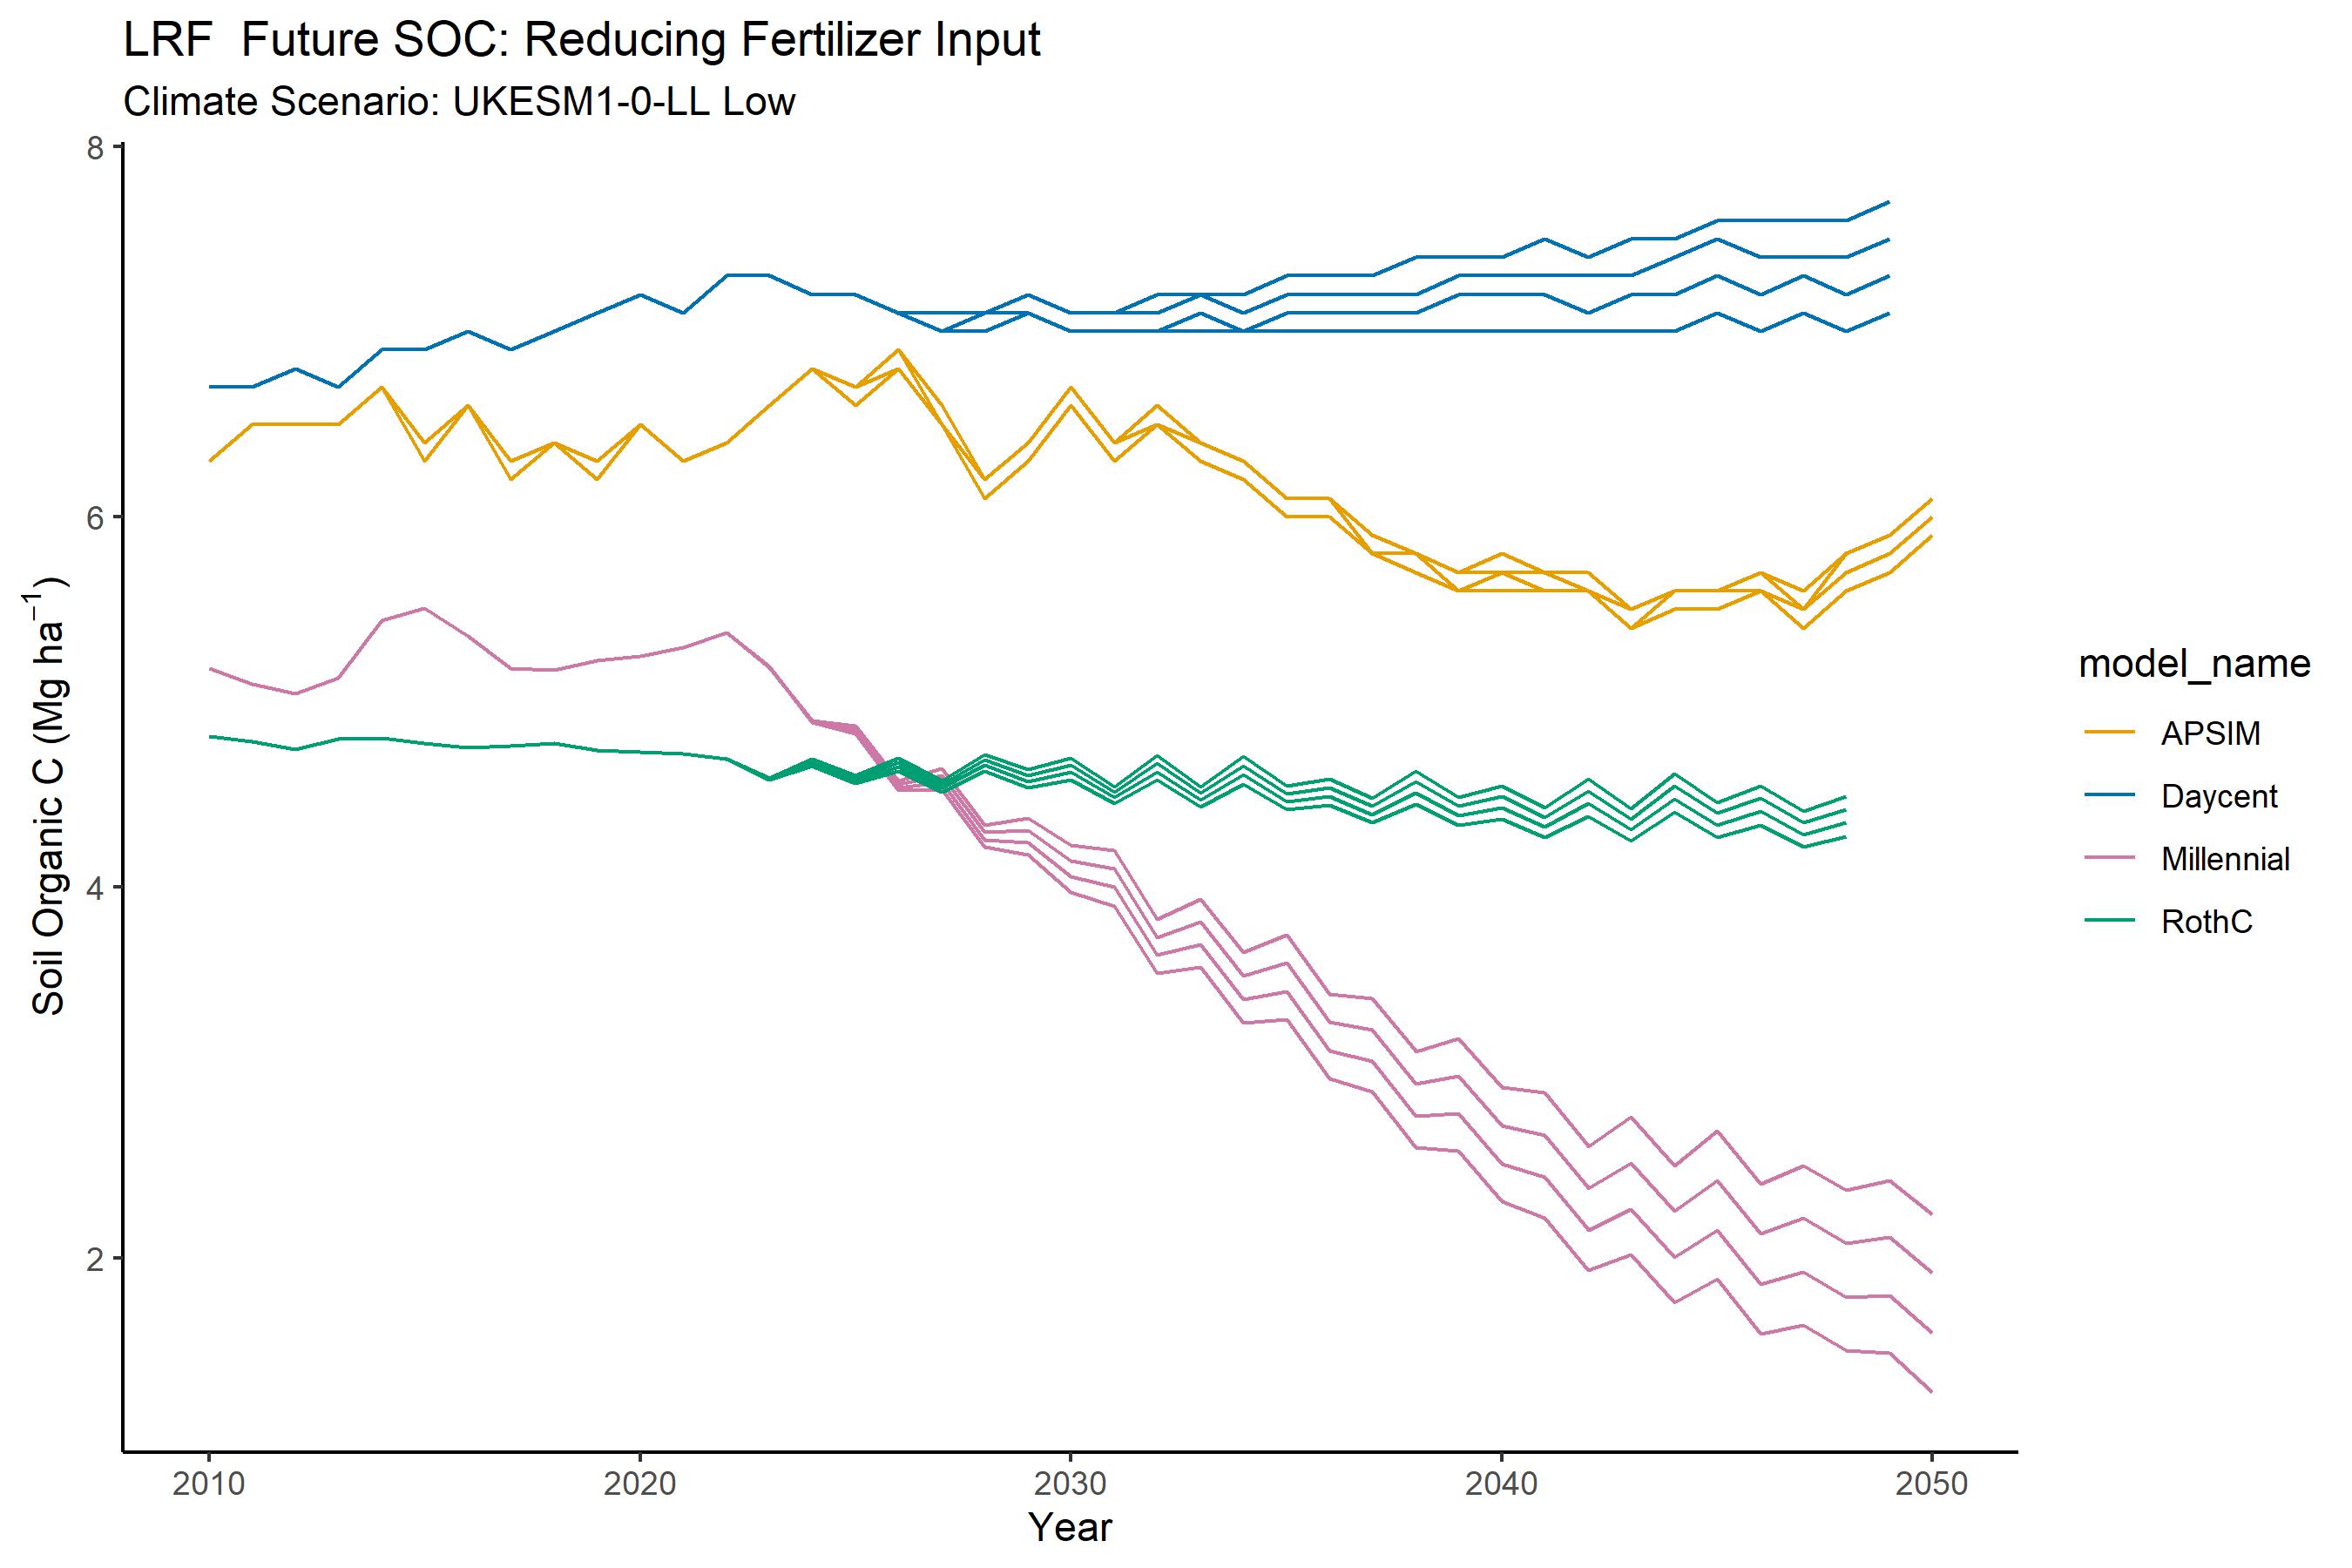 LRF  Future SOC: Reducing Fertilizer Input
Climate Scenario: UKESM1-0-LL Low
8
6
4
2
Soil Organic C (Mg ha⁻¹)
2010
2020
2030
2040
2050
Year
model_name
APSIM
Daycent
Millennial
RothC